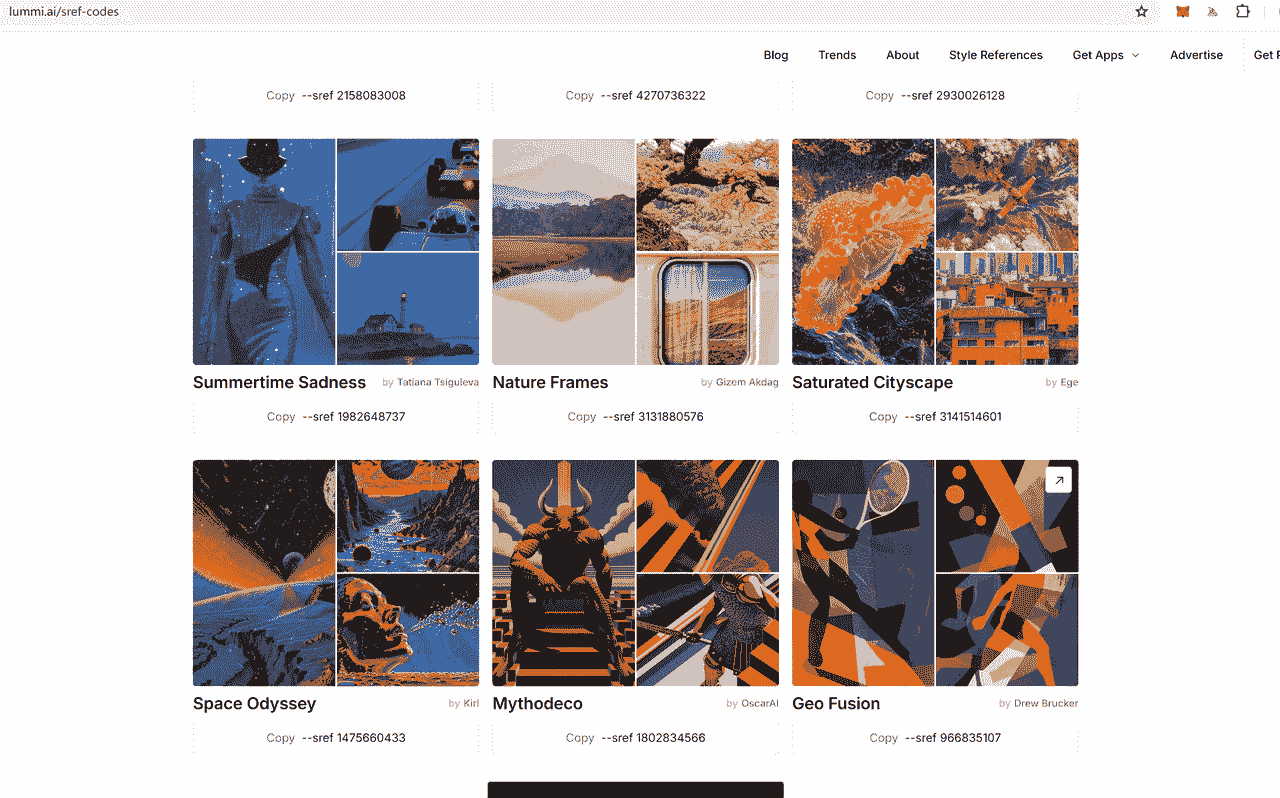 lummi.ai/sref-codes
Blog Trends About Style References Get Apps Advertise Get
Copy --sref 2158083008
Copy --sref 4270736322
Copy --sref 2930026128
Summertime Sadness by Tatiana Tsiguleva
Nature Frames by Gizem Akdag
Saturated Cityscape by Ege
Copy --sref 1982648737
Copy --sref 3131880576
Copy --sref 3141514601
Space Odyssey by Kiri
Mythodeco by OscarAI
Geo Fusion by Drew Brucker
Copy --sref 1475660433
Copy --sref 1802834566
Copy --sref 966835107